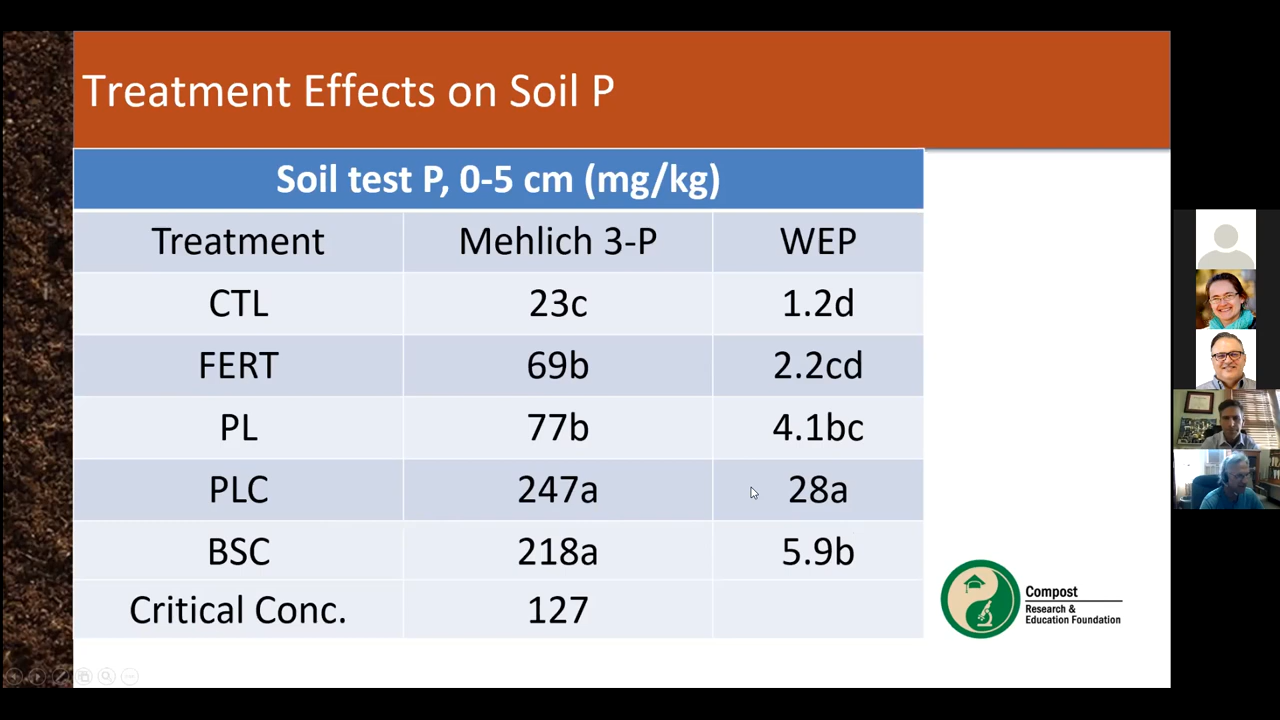 Treatment Effects on Soil P
Soil test P, 0-5 cm (mg/kg)
Treatment Mehlich 3-P WEP
CTL 23c 1.2d
FERT 69b 2.2cd
PL 77b 4.1bc
PLC 247a 28a
BSC 218a 5.9b
Critical Conc. 127
Compost
Research &
Education Foundation